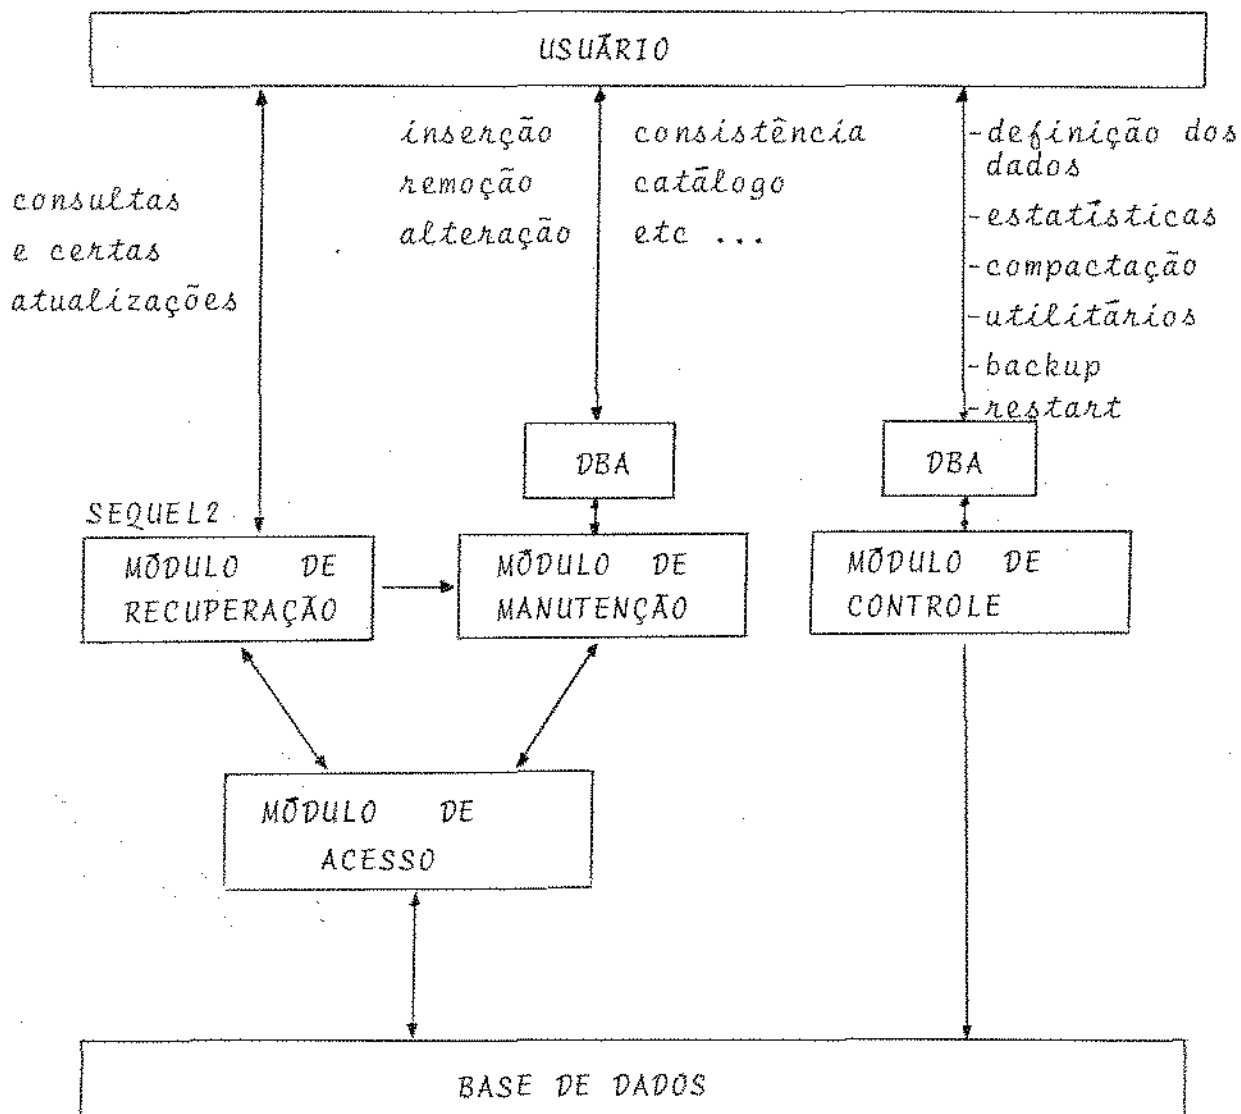 USUÁRIO
consultas
e certas
atualizações
inserção
remoção
alteração
consistência
catálogo
etc ...
-definição dos
dados
-estatísticas
-compactação
-utilitários
-backup
-restart
DBA
DBA
SEQUEL2
MÓDULO DE
RECUPERAÇÃO
MÓDULO DE
MANUTENÇÃO
MÓDULO DE
CONTROLE
MÓDULO DE
ACESSO
BASE DE DADOS